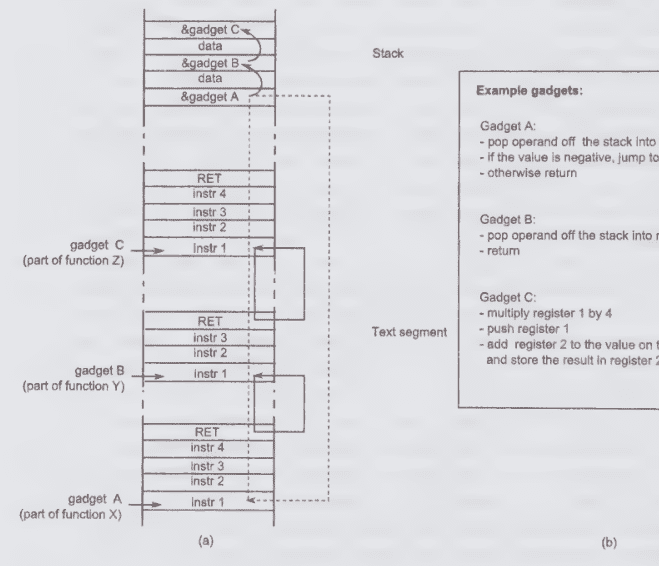 &gadget C
data
&gadget B
data
&gadget A
Stack
RET
instr 4
instr 3
instr 2
instr 1
gadget C
(part of function Z)
RET
instr 3
instr 2
instr 1
gadget B
(part of function Y)
Text segment
RET
instr 4
instr 3
instr 2
instr 1
gadget A
(part of function X)
(a)
Example gadgets:
Gadget A:
- pop operand off the stack into
- if the value is negative, jump to
- otherwise return
Gadget B:
- pop operand off the stack into
- return
Gadget C:
- multiply register 1 by 4
- push register 1
- add register 2 to the value on
and store the result in register 2
(b)